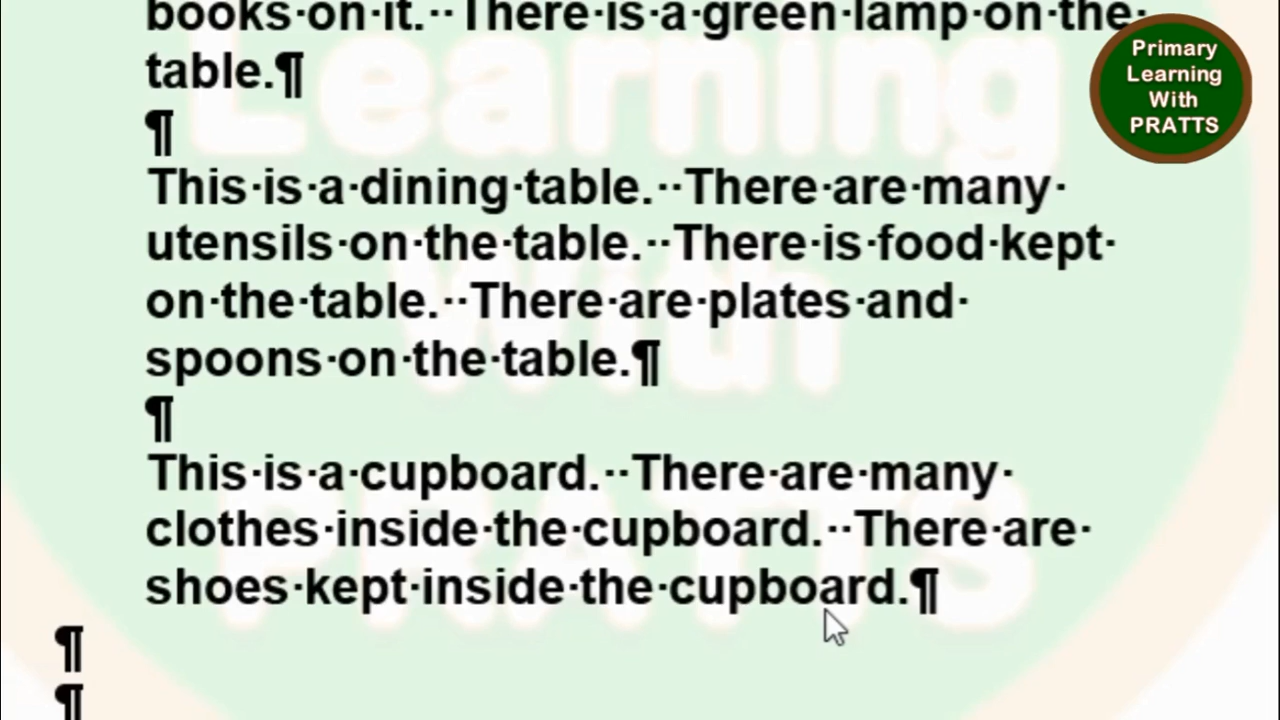 books·on·it.··There·is·a·green·lamp·on·the·
table.¶
¶
This·is·a·dining·table.··There·are·many·
utensils·on·the·table.··There·is·food·kept·
on·the·table.··There·are·plates·and·
spoons·on·the·table.¶
¶
This·is·a·cupboard.··There·are·many·
clothes·inside·the·cupboard.··There·are·
shoes·kept·inside·the·cupboard.¶
¶
¶
Primary
Learning
With
PRATTS
Learning
With
PRATTS